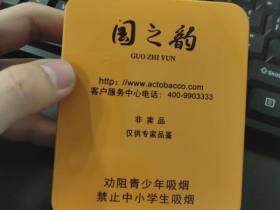 国之韵
GUO ZHI YUN
http://www.actobacco.com
客户服务中心电话：400-9903333
非卖品
仅供专家品鉴
劝阻青少年吸烟
禁止中小学生吸烟